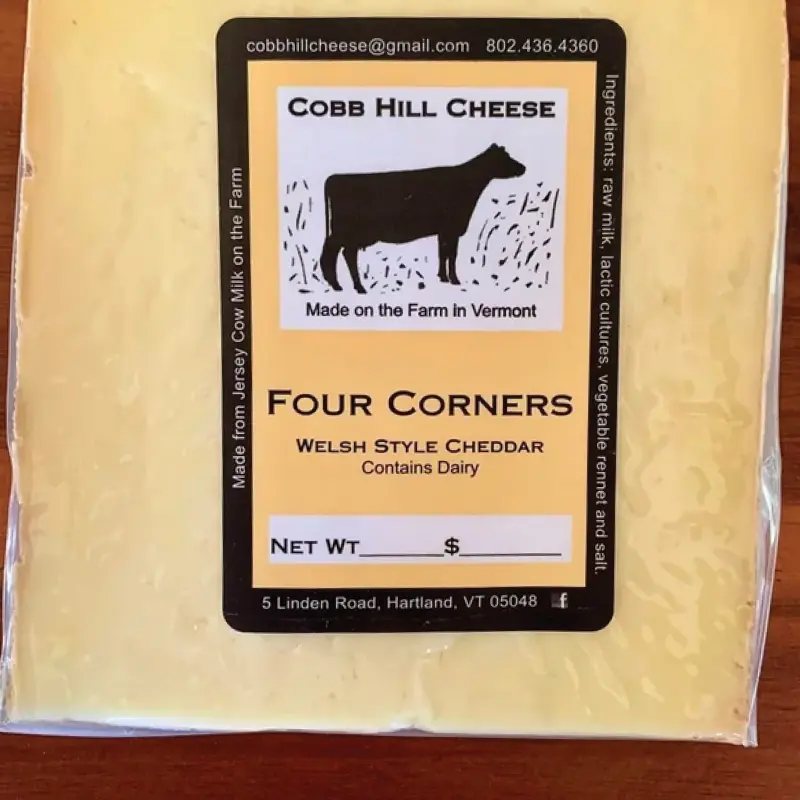 cobbhillcheese@gmail.com 802.436.4360
Cobb Hill Cheese
Made on the Farm in Vermont
Four Corners
Welsh Style Cheddar
Contains Dairy
Net Wt_______$________
5 Linden Road, Hartland, VT 05048 f
Made from Jersey Cow Milk on the Farm
Ingredients: raw milk, lactic cultures, vegetable rennet and salt.